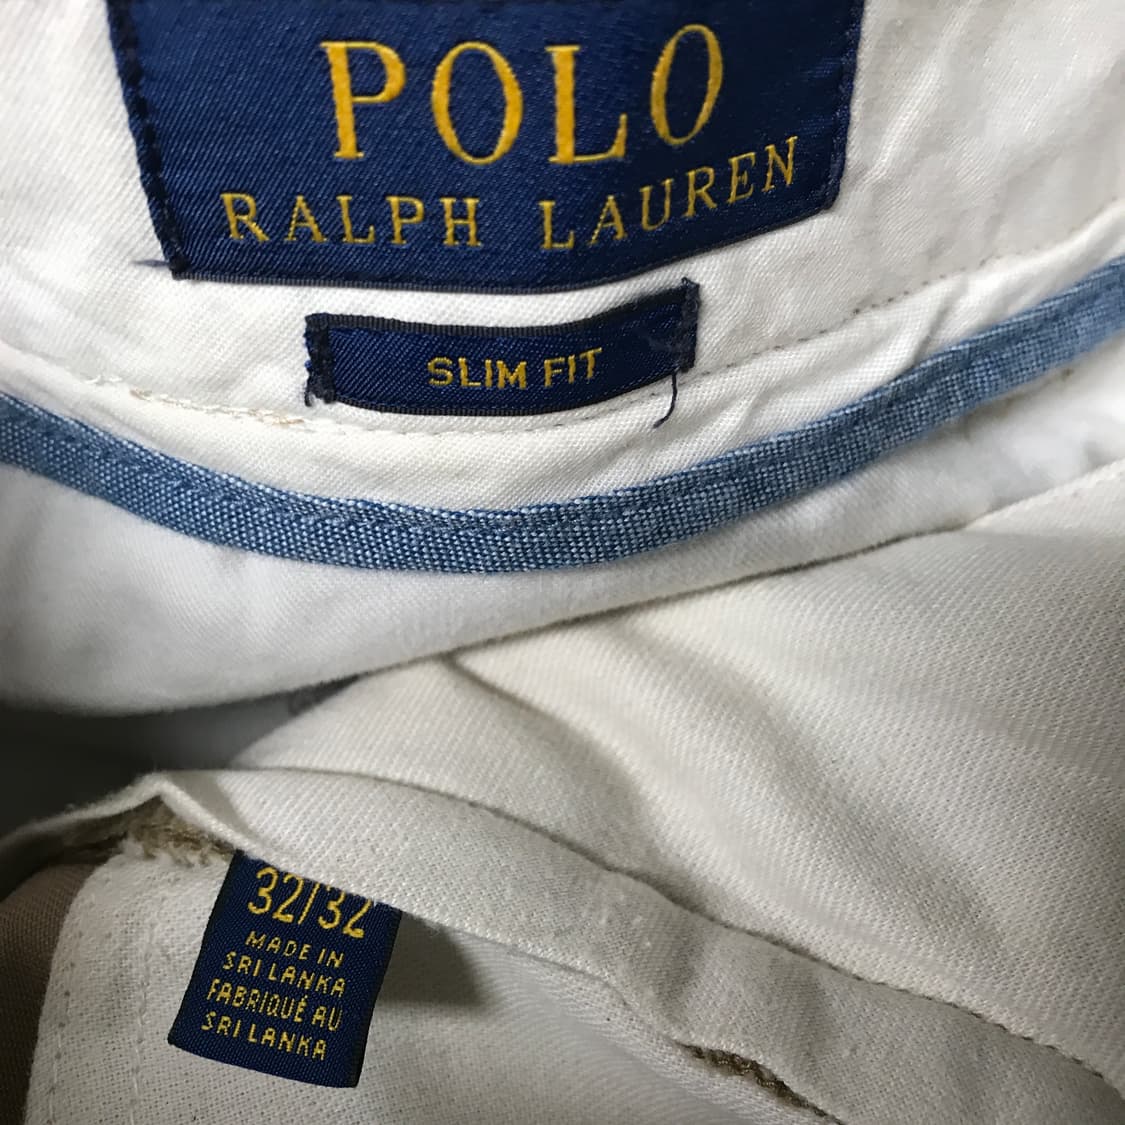 POLO
RALPH LAUREN
SLIM FIT
32/32
MADE IN
SRI LANKA
FABRIQUÉ AU
SRI LANKA